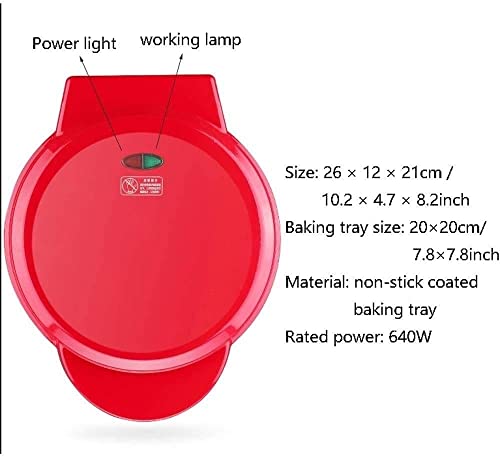 Power light
working lamp
Size: 26 × 12 × 21cm /
10.2 × 4.7 × 8.2inch
Baking tray size: 20×20cm/
7.8×7.8inch
Material: non-stick coated
baking tray
Rated power: 640W